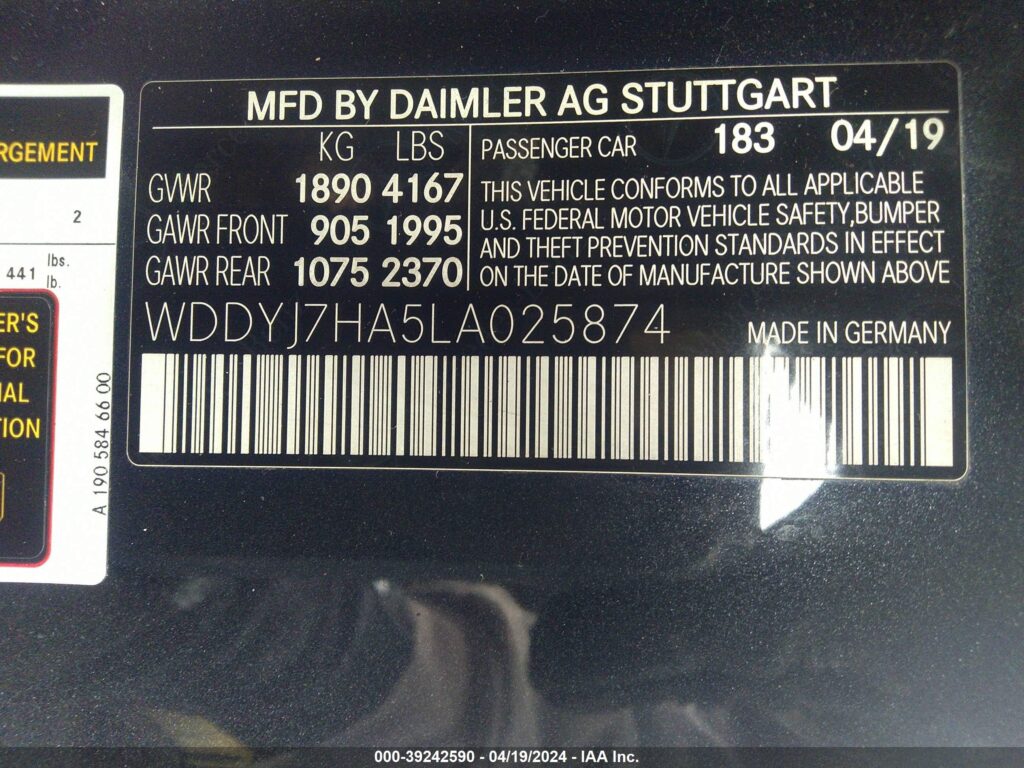 MFD BY DAIMLER AG STUTTGART
KG LBS
GVWR 1890 4167
GAWR FRONT 905 1995
GAWR REAR 1075 2370
PASSENGER CAR 183 04/19
THIS VEHICLE CONFORMS TO ALL APPLICABLE
U.S. FEDERAL MOTOR VEHICLE SAFETY,BUMPER
AND THEFT PREVENTION STANDARDS IN EFFECT
ON THE DATE OF MANUFACTURE SHOWN ABOVE
WDDYJ7HA5LA025874 MADE IN GERMANY
RGEMENT
2
441 lbs.
lb.
ER'S
FOR
IAL
TION
A 190 584 66 00
000-39242590 - 04/19/2024 - IAA Inc.